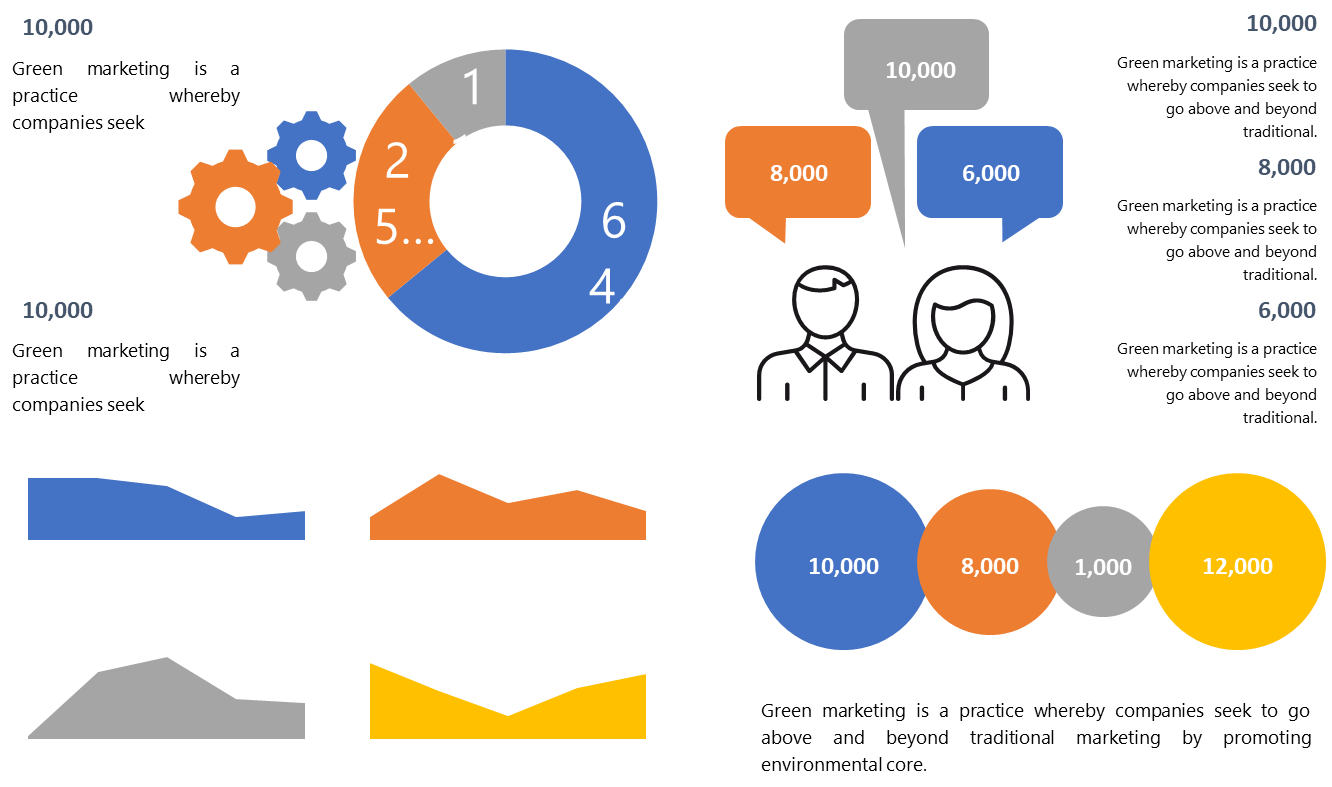 10,000
Green marketing is a
practice whereby
companies seek
10,000
Green marketing is a
practice whereby
companies seek
1
2
5...
6
4
10,000
8,000
6,000
10,000
Green marketing is a practice
whereby companies seek to
go above and beyond
traditional.
8,000
Green marketing is a practice
whereby companies seek to
go above and beyond
traditional.
6,000
Green marketing is a practice
whereby companies seek to
go above and beyond
traditional.
10,000
8,000
1,000
12,000
Green marketing is a practice whereby companies seek to go
above and beyond traditional marketing by promoting
environmental core.